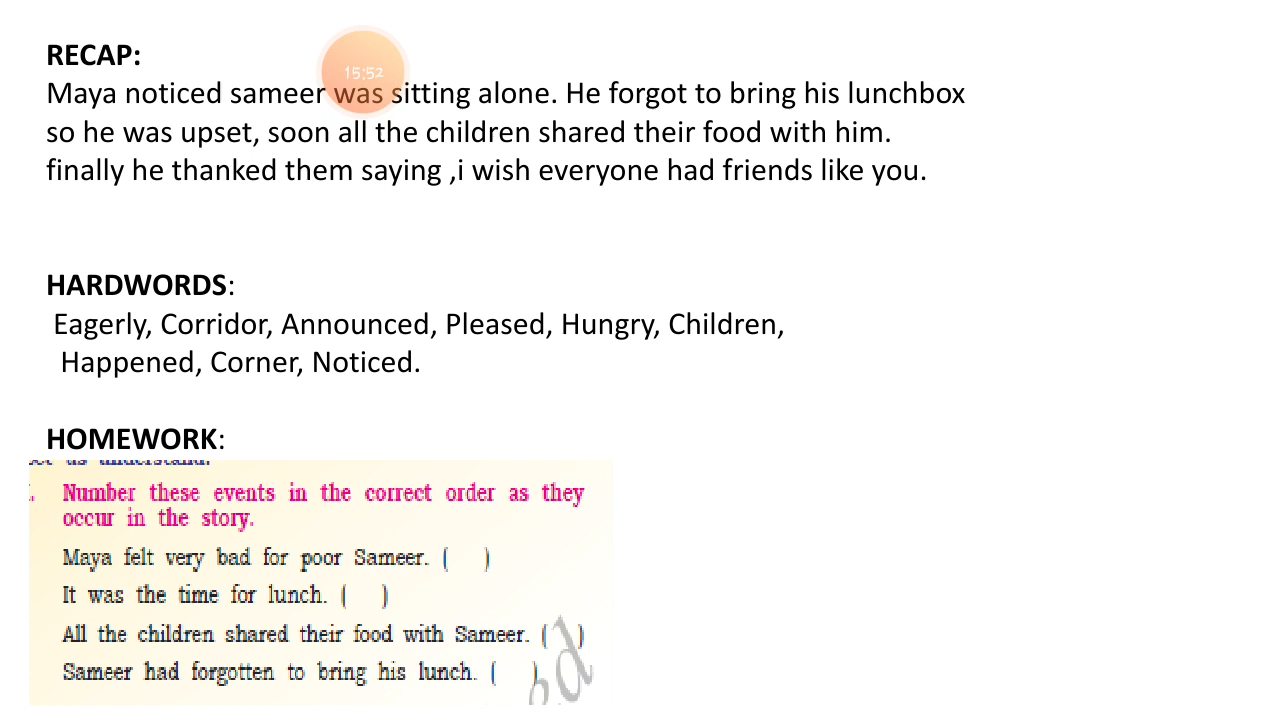 RECAP:
15:52
Maya noticed sameer was sitting alone. He forgot to bring his lunchbox
so he was upset, soon all the children shared their food with him.
finally he thanked them saying ,i wish everyone had friends like you.
HARDWORDS:
Eagerly, Corridor, Announced, Pleased, Hungry, Children,
Happened, Corner, Noticed.
HOMEWORK:
us understand.
Number these events in the correct order as they
occur in the story.
Maya felt very bad for poor Sameer. ( )
It was the time for lunch. ( )
All the children shared their food with Sameer. ( )
Sameer had forgotten to bring his lunch. ( )